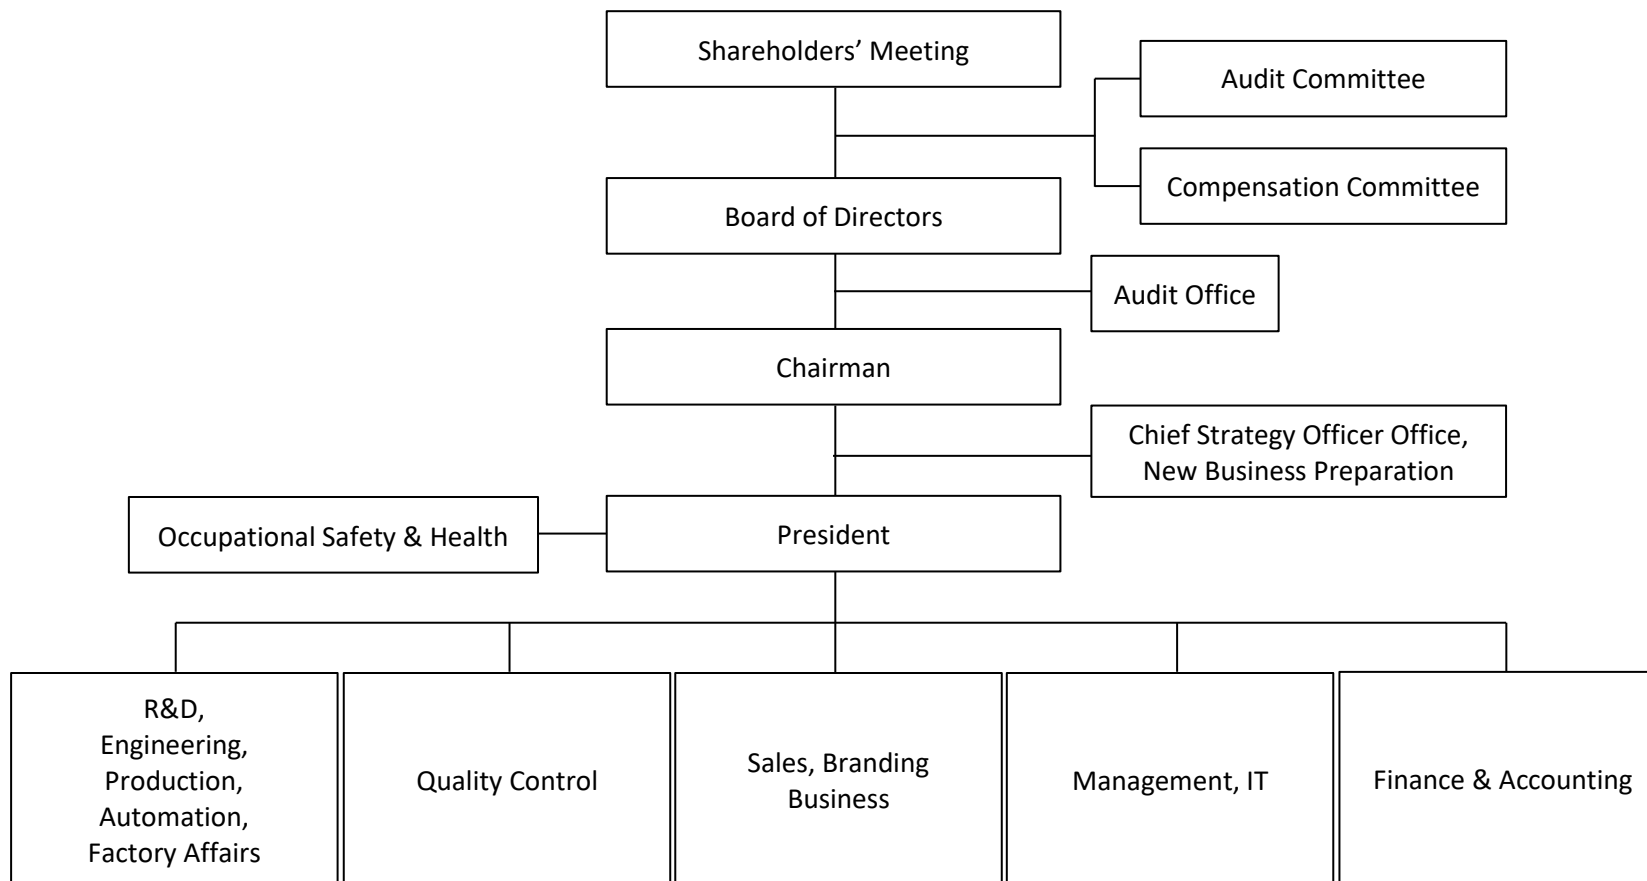 Shareholders’ Meeting
Audit Committee
Compensation Committee
Board of Directors
Audit Office
Chairman
Chief Strategy Officer Office,
New Business Preparation
Occupational Safety & Health
President
R&D,
Engineering,
Production,
Automation,
Factory Affairs
Quality Control
Sales, Branding
Business
Management, IT
Finance & Accounting